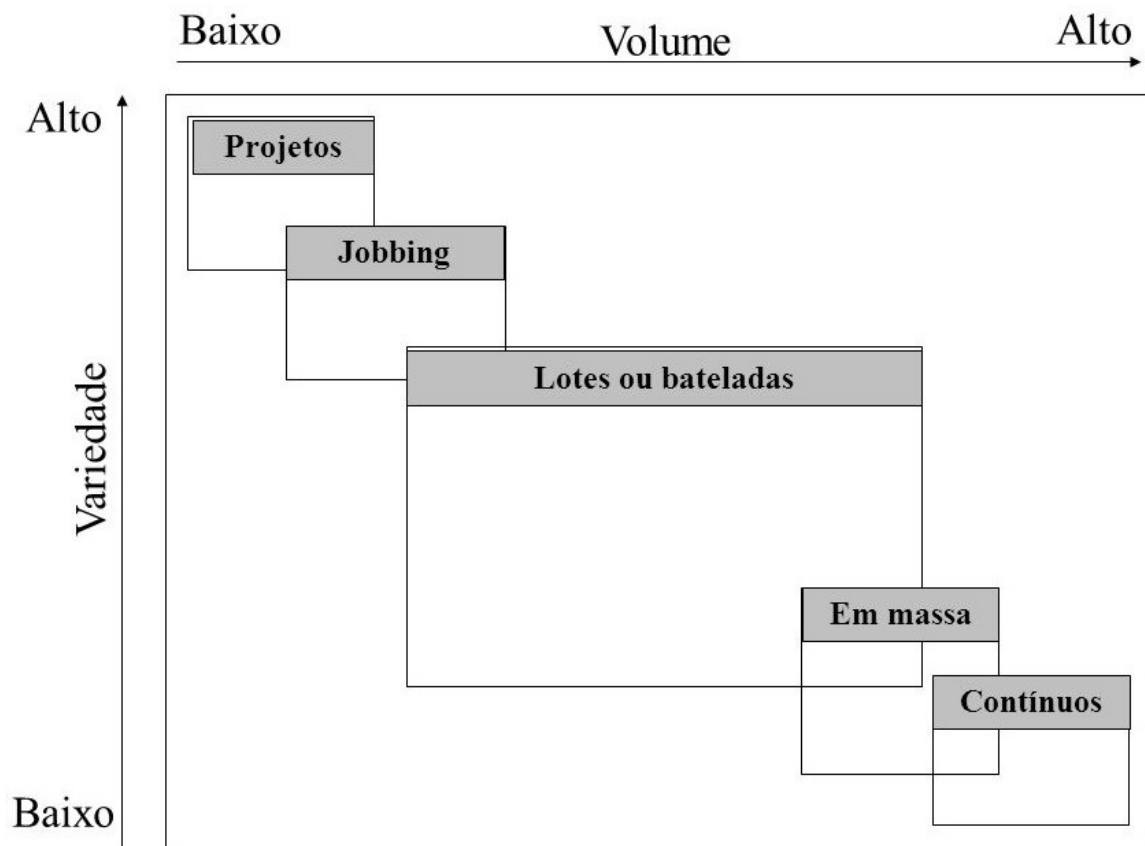 Baixo Volume Alto
Alto
Projetos
Jobbing
Lotes ou bateladas
Variedade
Em massa
Contínuos
Baixo